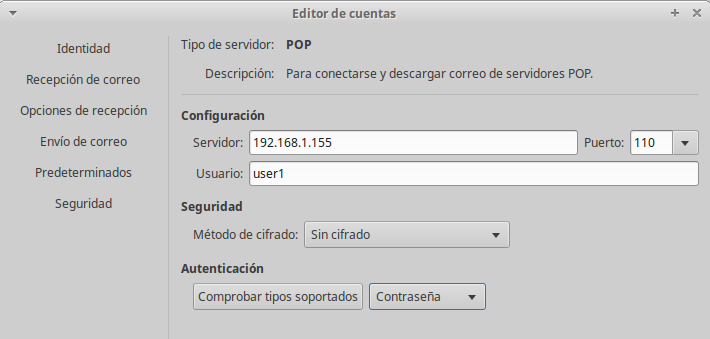 Editor de cuentas
Identidad
Recepción de correo
Opciones de recepción
Envío de correo
Predeterminados
Seguridad
Tipo de servidor: POP
Descripción: Para conectarse y descargar correo de servidores POP.
Configuración
Servidor: 192.168.1.155 Puerto: 110
Usuario: user1
Seguridad
Método de cifrado: Sin cifrado
Autenticación
Comprobar tipos soportados Contraseña